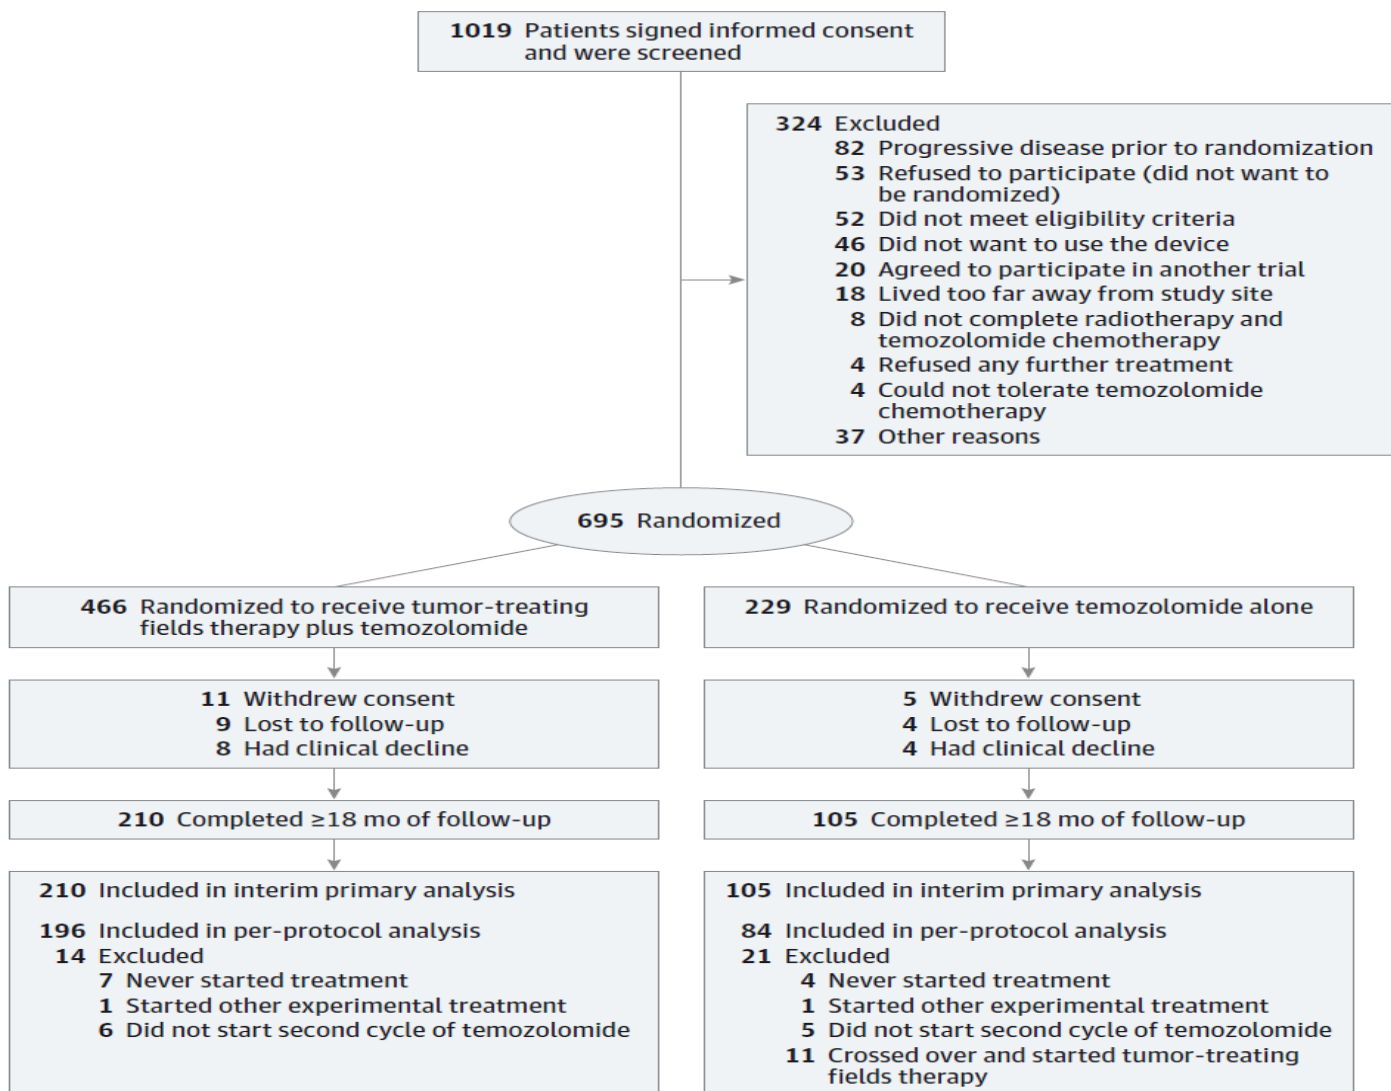 1019 Patients signed informed consent
and were screened
324 Excluded
82 Progressive disease prior to randomization
53 Refused to participate (did not want to
be randomized)
52 Did not meet eligibility criteria
46 Did not want to use the device
20 Agreed to participate in another trial
18 Lived too far away from study site
8 Did not complete radiotherapy and
temozolomide chemotherapy
4 Refused any further treatment
4 Could not tolerate temozolomide
chemotherapy
37 Other reasons
695 Randomized
466 Randomized to receive tumor-treating
fields therapy plus temozolomide
11 Withdrew consent
9 Lost to follow-up
8 Had clinical decline
210 Completed ≥18 mo of follow-up
210 Included in interim primary analysis
196 Included in per-protocol analysis
14 Excluded
7 Never started treatment
1 Started other experimental treatment
6 Did not start second cycle of temozolomide
229 Randomized to receive temozolomide alone
5 Withdrew consent
4 Lost to follow-up
4 Had clinical decline
105 Completed ≥18 mo of follow-up
105 Included in interim primary analysis
84 Included in per-protocol analysis
21 Excluded
4 Never started treatment
1 Started other experimental treatment
5 Did not start second cycle of temozolomide
11 Crossed over and started tumor-treating
fields therapy